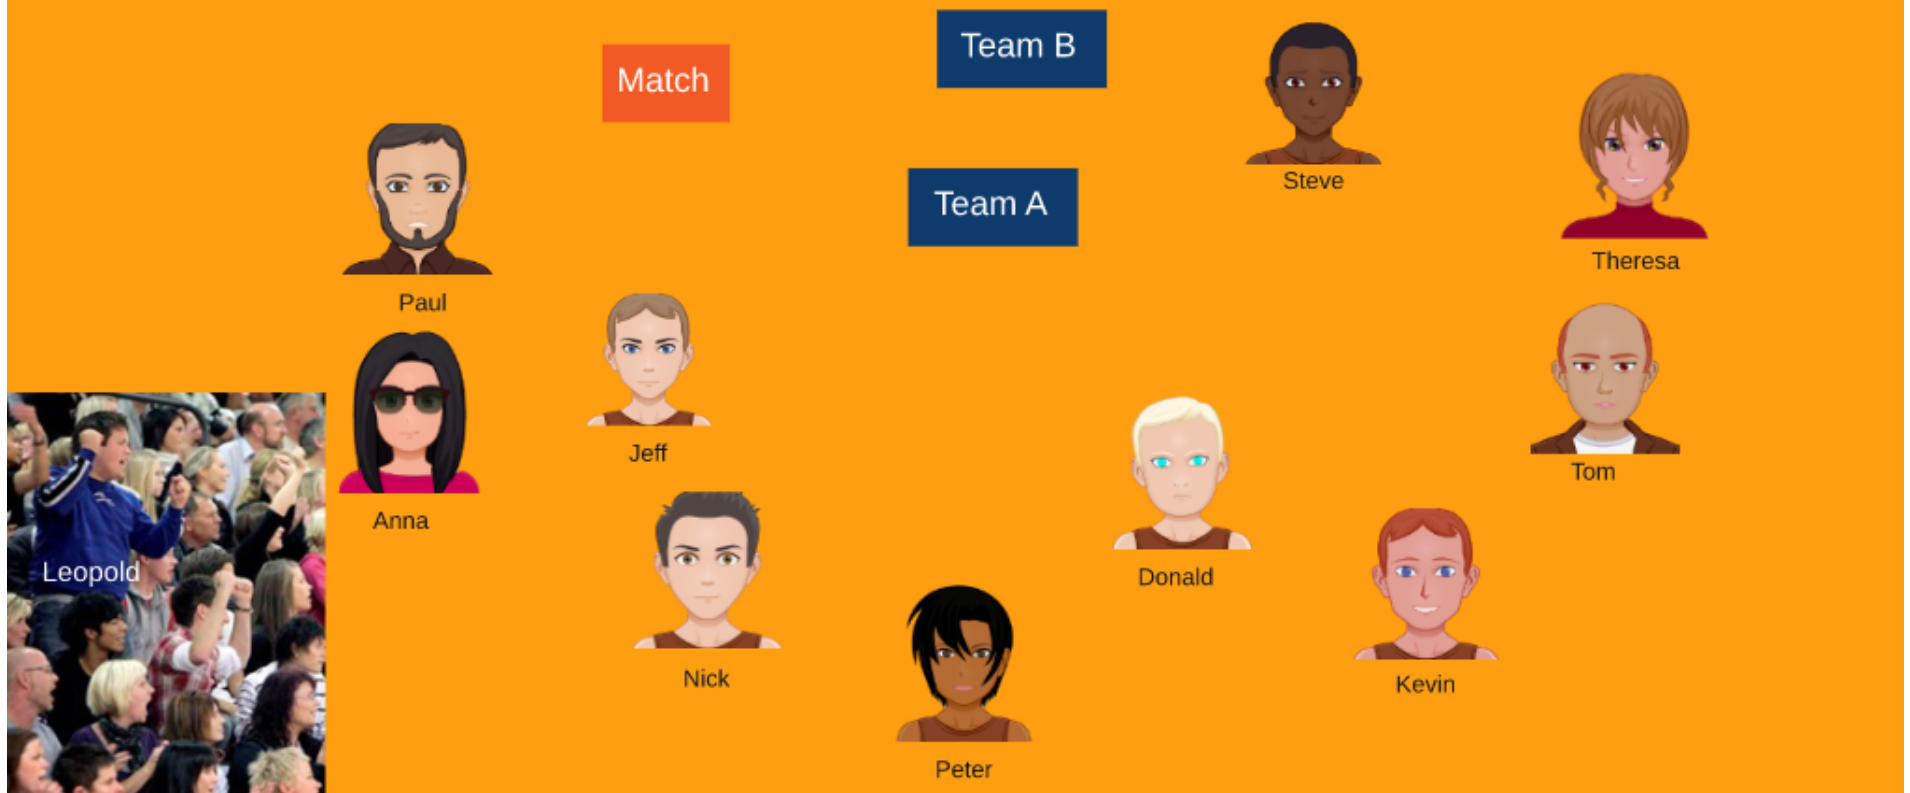 Team B
Match
Steve
Team A
Theresa
Paul
Jeff
Tom
Anna
Leopold
Donald
Nick
Kevin
Peter